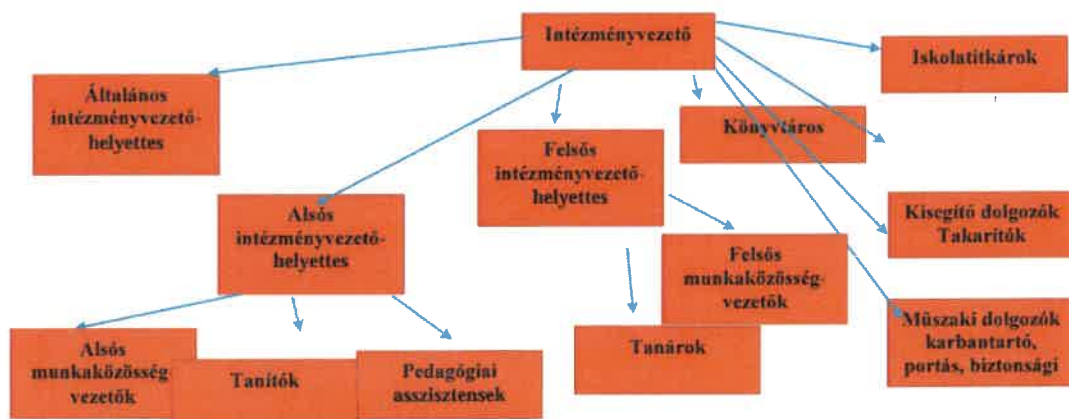 Intézményvezető
Iskolatitkárok
Általános
intézményvezető-
helyettes
Könyvtáros
Felsős
intézményvezető-
helyettes
Alsós
intézményvezető-
helyettes
Kisegítő dolgozók
Takarítók
Felsős
munkaközösség-
vezetők
Műszaki dolgozók
karbantartó,
portás, biztonsági
Tanárok
Alsós
munkaközösség-
vezetők
Tanítók
Pedagógiai
asszisztensek